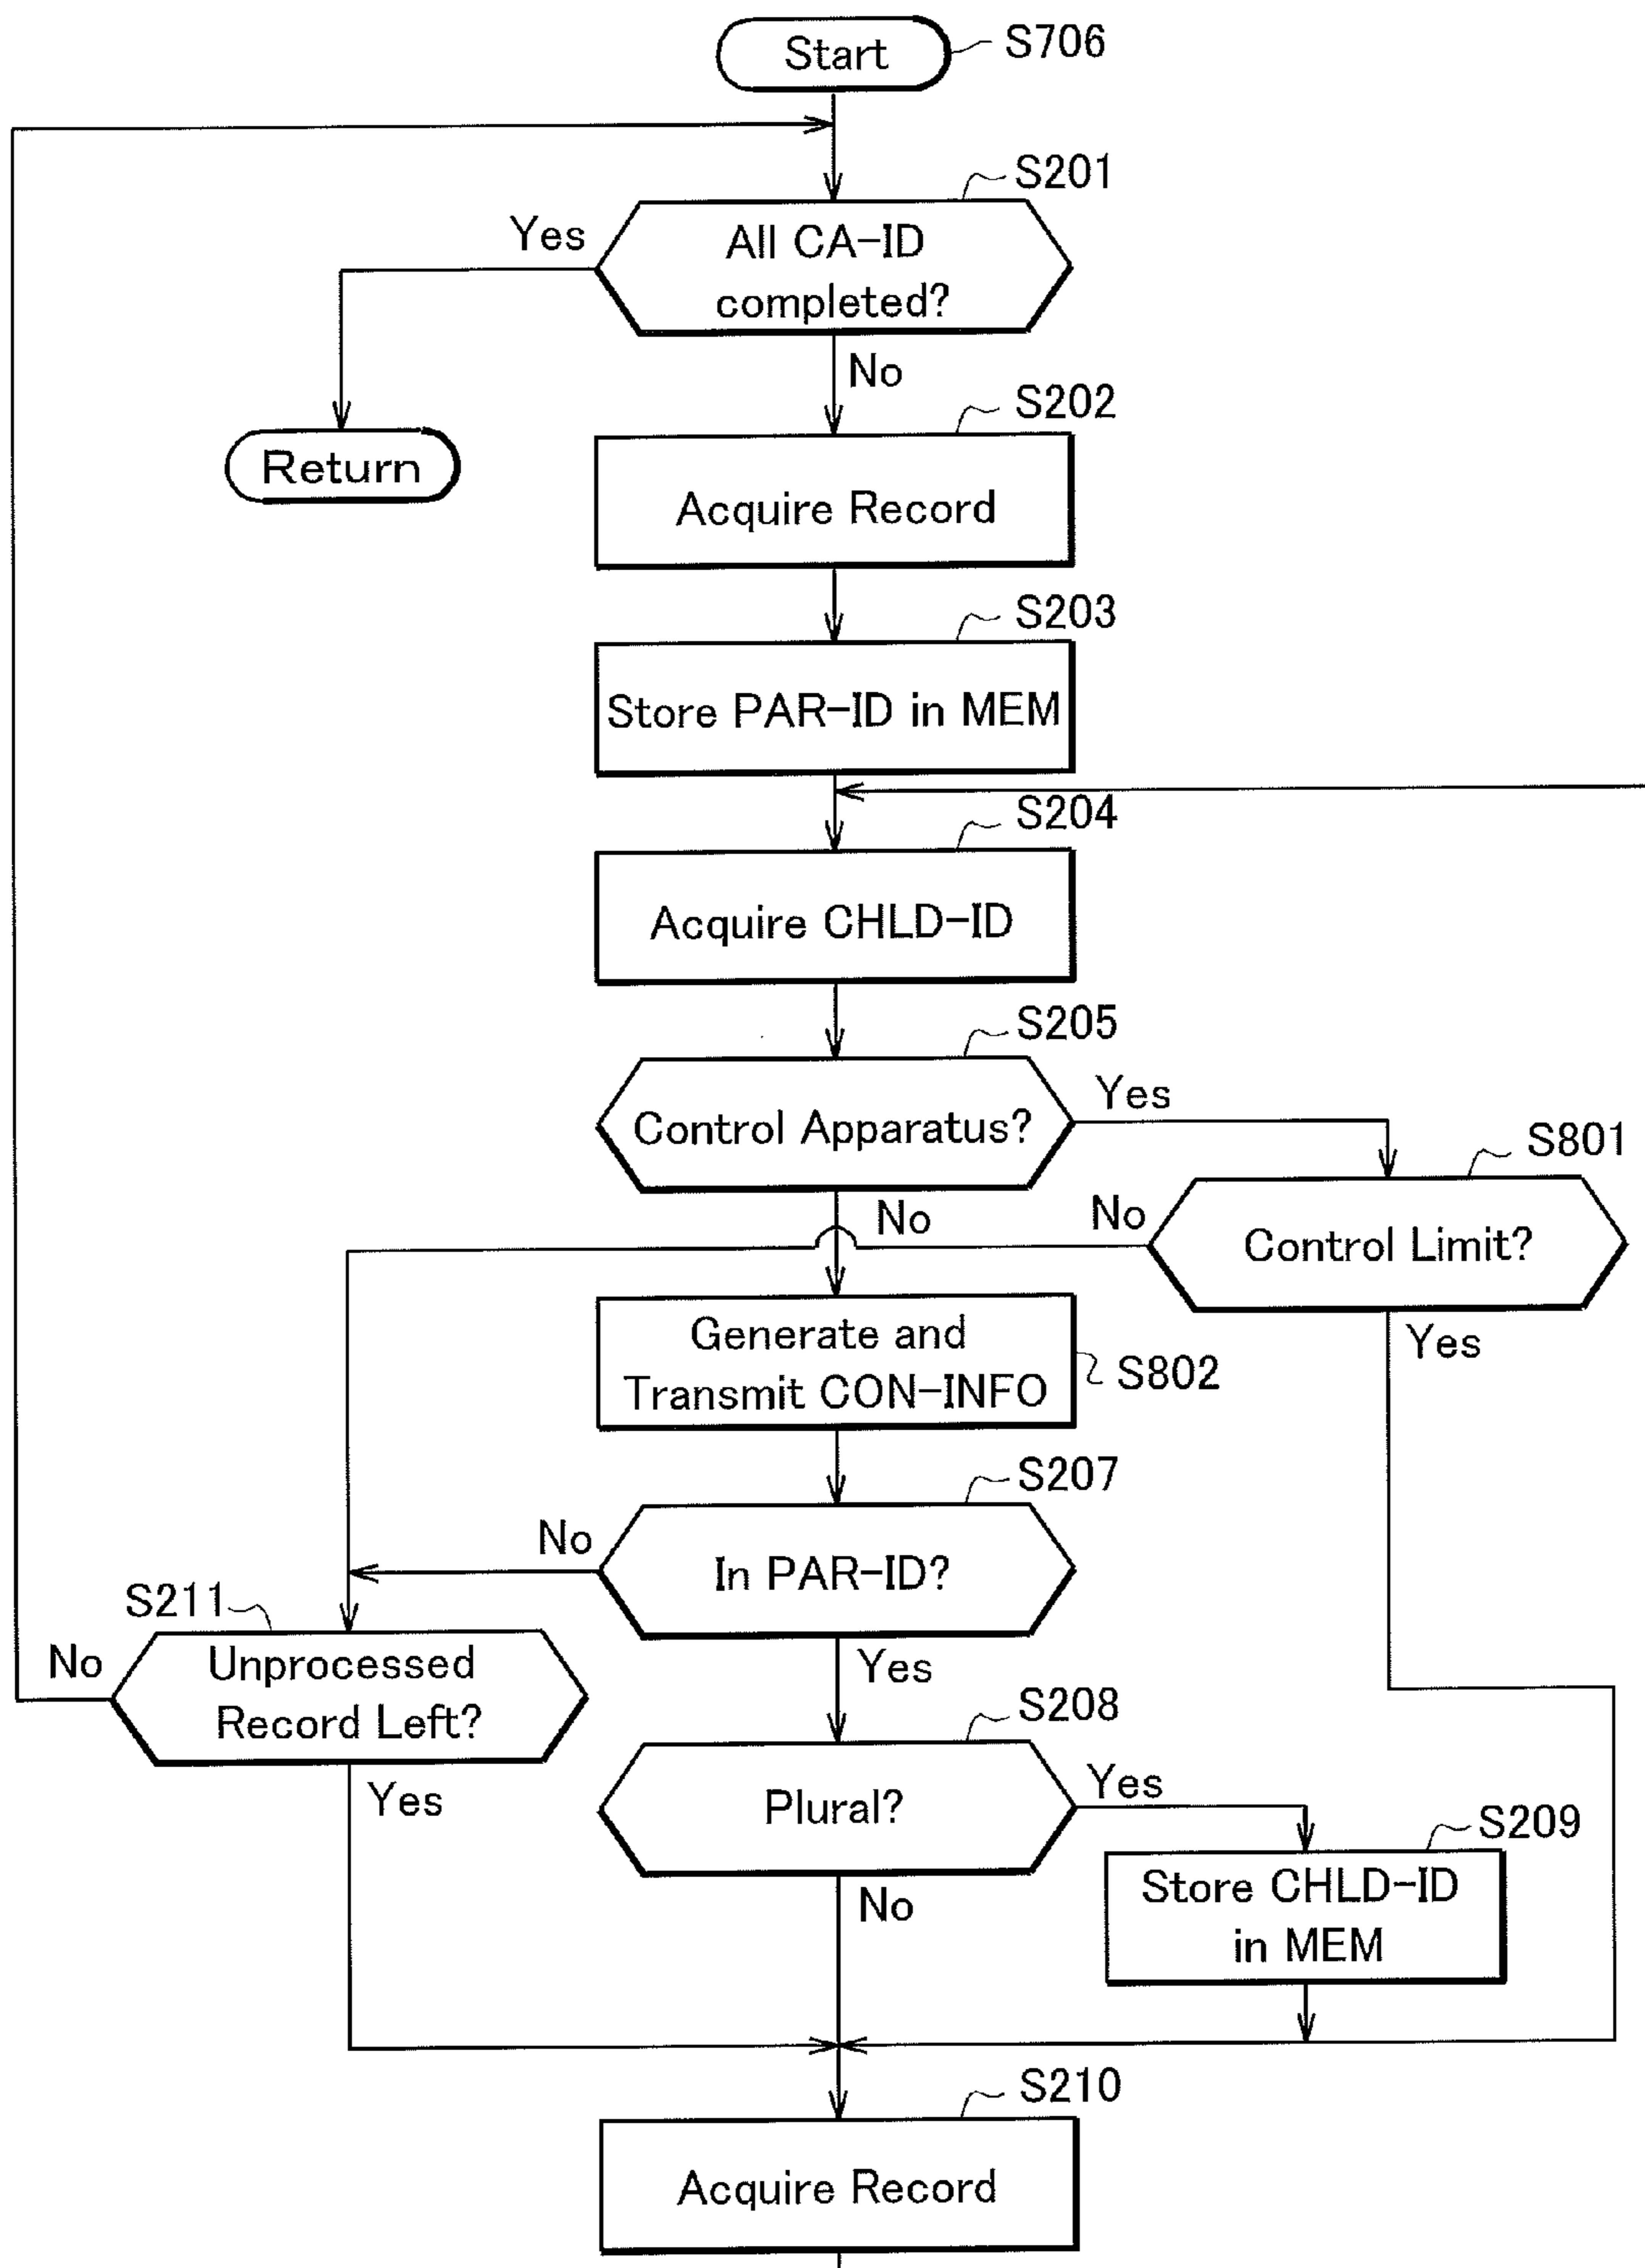 Start
S706
S201
Yes
All CA-ID
completed?
No
S202
Return
Acquire Record
S203
Store PAR-ID in MEM
S204
Acquire CHLD-ID
S205
Yes
Control Apparatus?
S801
No
No
Control Limit?
Generate and
Transmit CON-INFO
S802
Yes
S207
No
In PAR-ID?
S211
No
Unprocessed
Record Left?
Yes
S208
Yes
Plural?
Yes
S209
Store CHLD-ID
in MEM
No
S210
Acquire Record